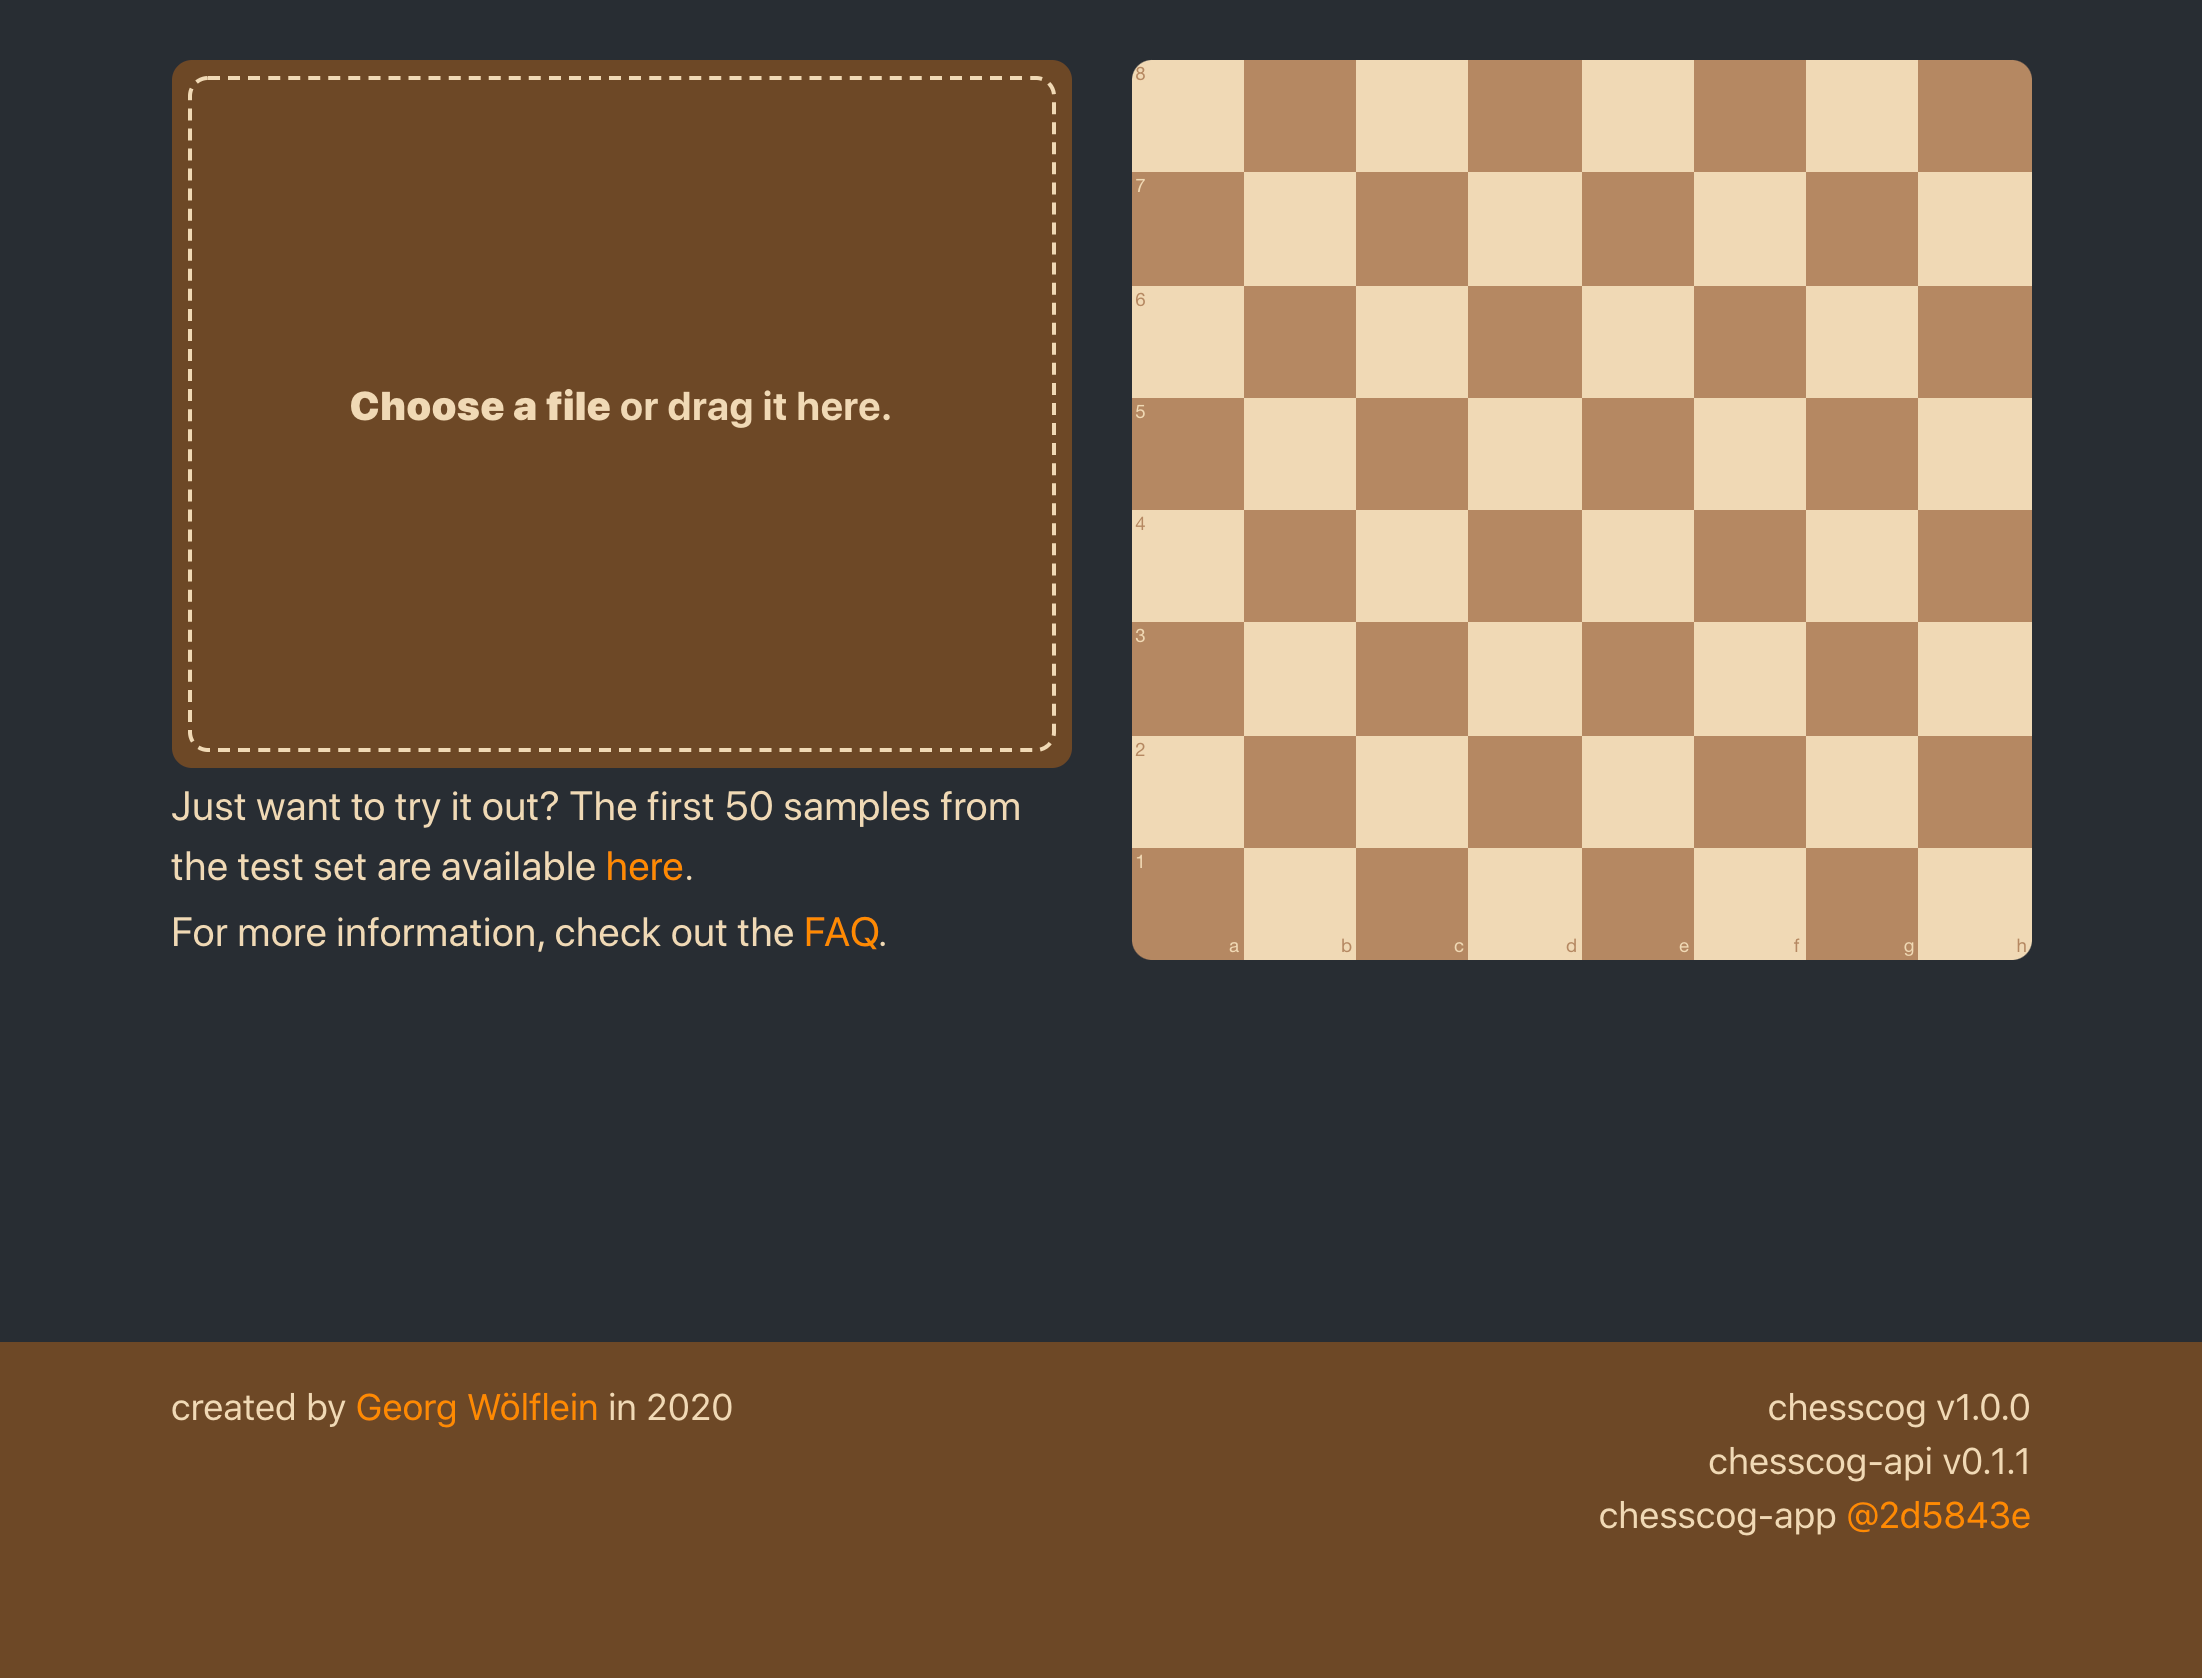 Choose a file or drag it here.
Just want to try it out? The first 50 samples from
the test set are available here.
For more information, check out the FAQ.
8
7
6
5
4
3
2
1
a b c d e f g h
created by Georg Wölflein in 2020
chesscog v1.0.0
chesscog-api v0.1.1
chesscog-app @2d5843e